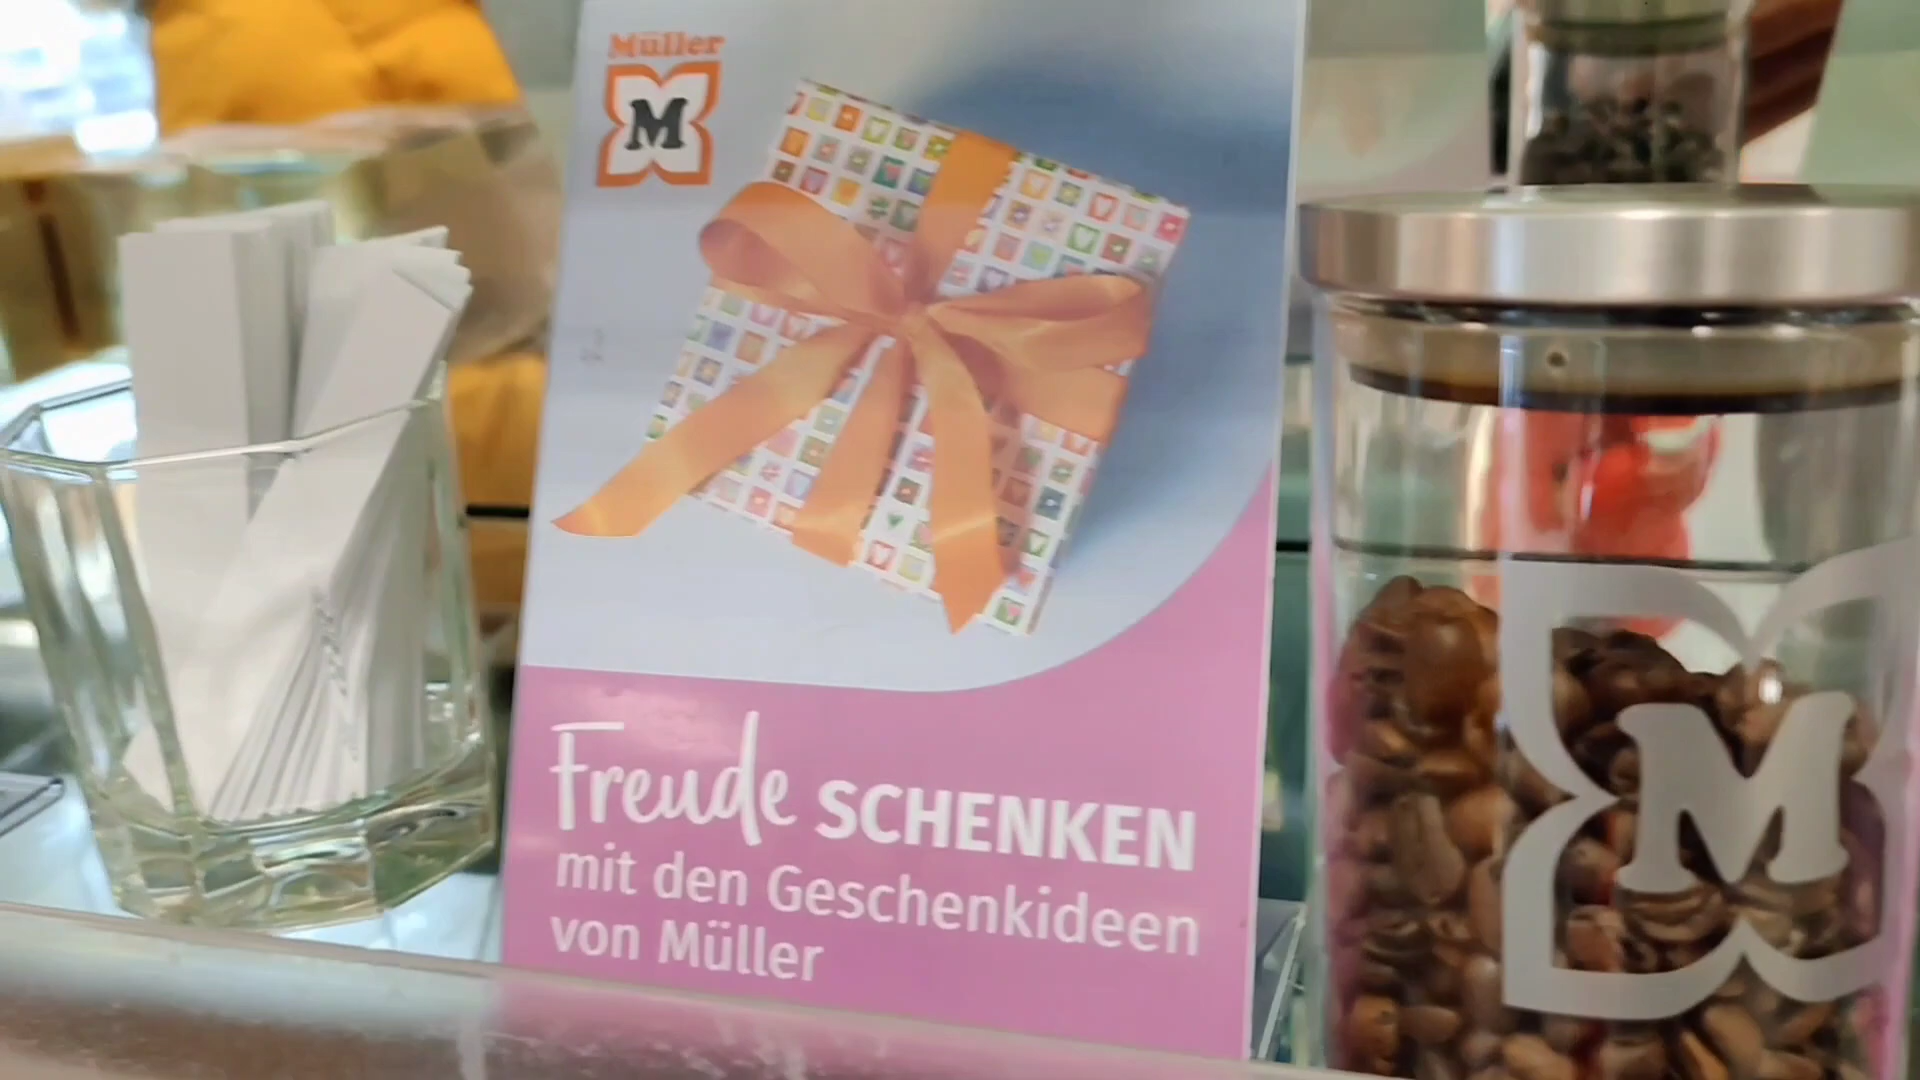 Müller
M
Freude SCHENKEN
mit den Geschenkideen
von Müller
M